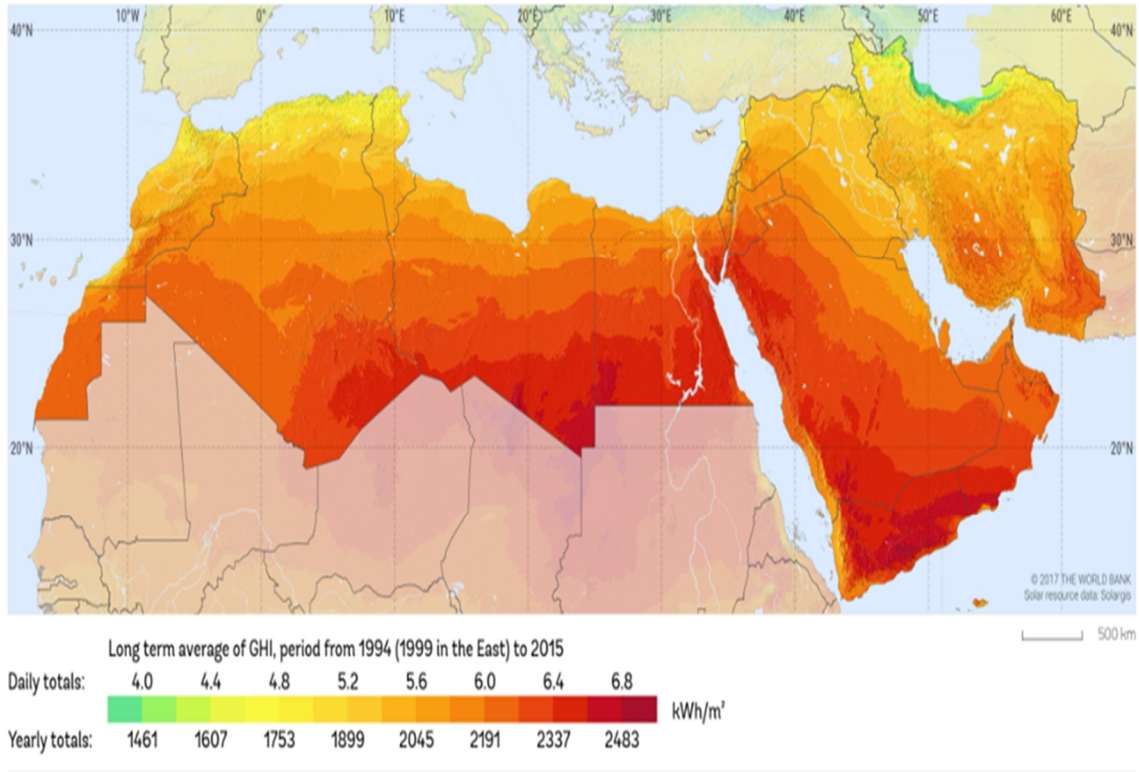 10°W 0° 10°E 20°E 30°E 40°E 50°E 60°E
40°N 40°N
30°N 30°N
20°N 20°N
© 2017 THE WORLD BANK
Solar resource data: Solargis
500 km
Long term average of GHI, period from 1994 (1999 in the East) to 2015
Daily totals: 4.0 4.4 4.8 5.2 5.6 6.0 6.4 6.8
kWh/m²
Yearly totals: 1461 1607 1753 1899 2045 2191 2337 2483